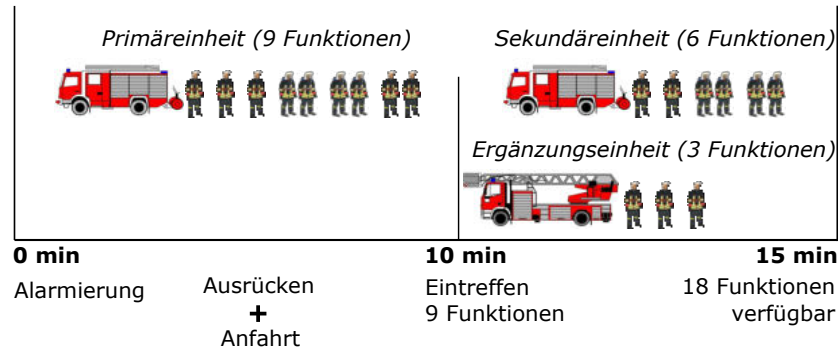 Primäreinheit (9 Funktionen)
Sekundäreinheit (6 Funktionen)
Ergänzungseinheit (3 Funktionen)
0 min
10 min
15 min
Alarmierung
Ausrücken
+
Anfahrt
Eintreffen
9 Funktionen
18 Funktionen
verfügbar